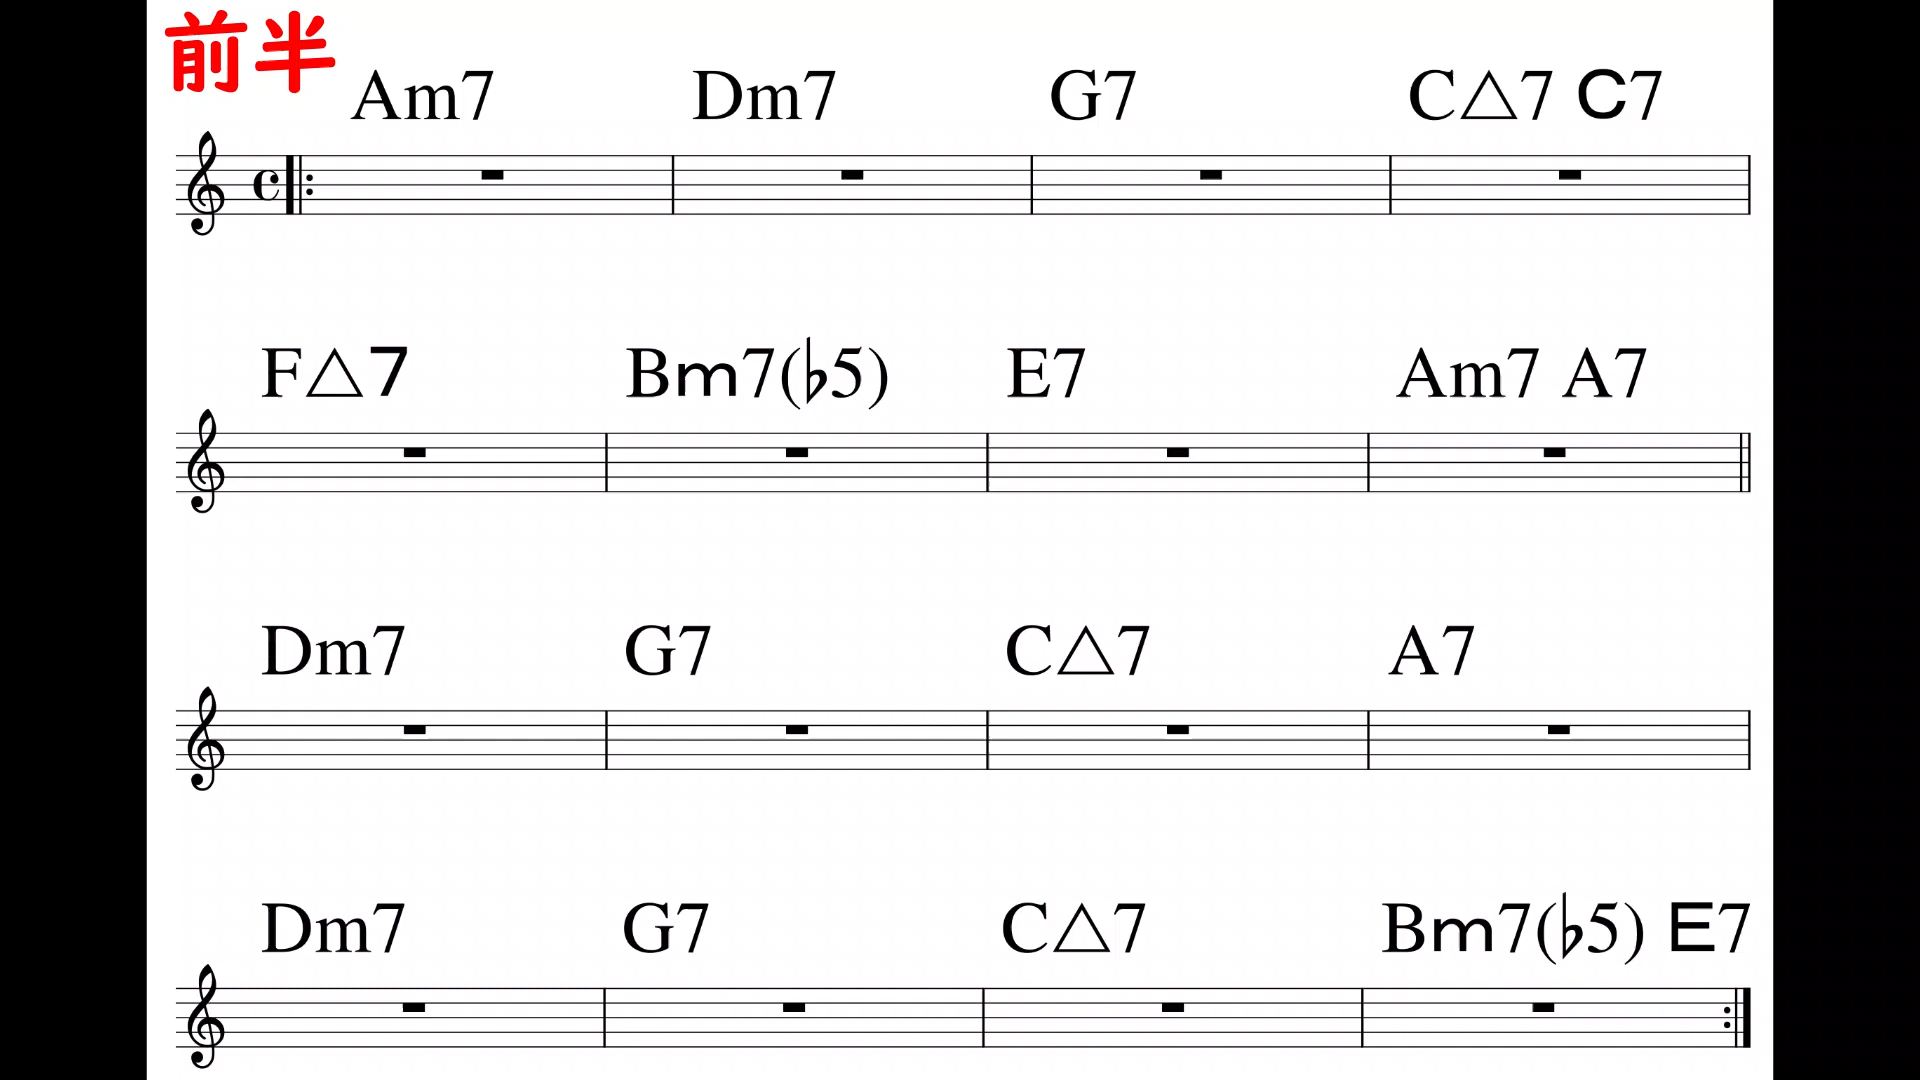 前半
Am7 Dm7 G7 C△7 C7
F△7 Bm7(♭5) E7 Am7 A7
Dm7 G7 C△7 A7
Dm7 G7 C△7 Bm7(♭5) E7